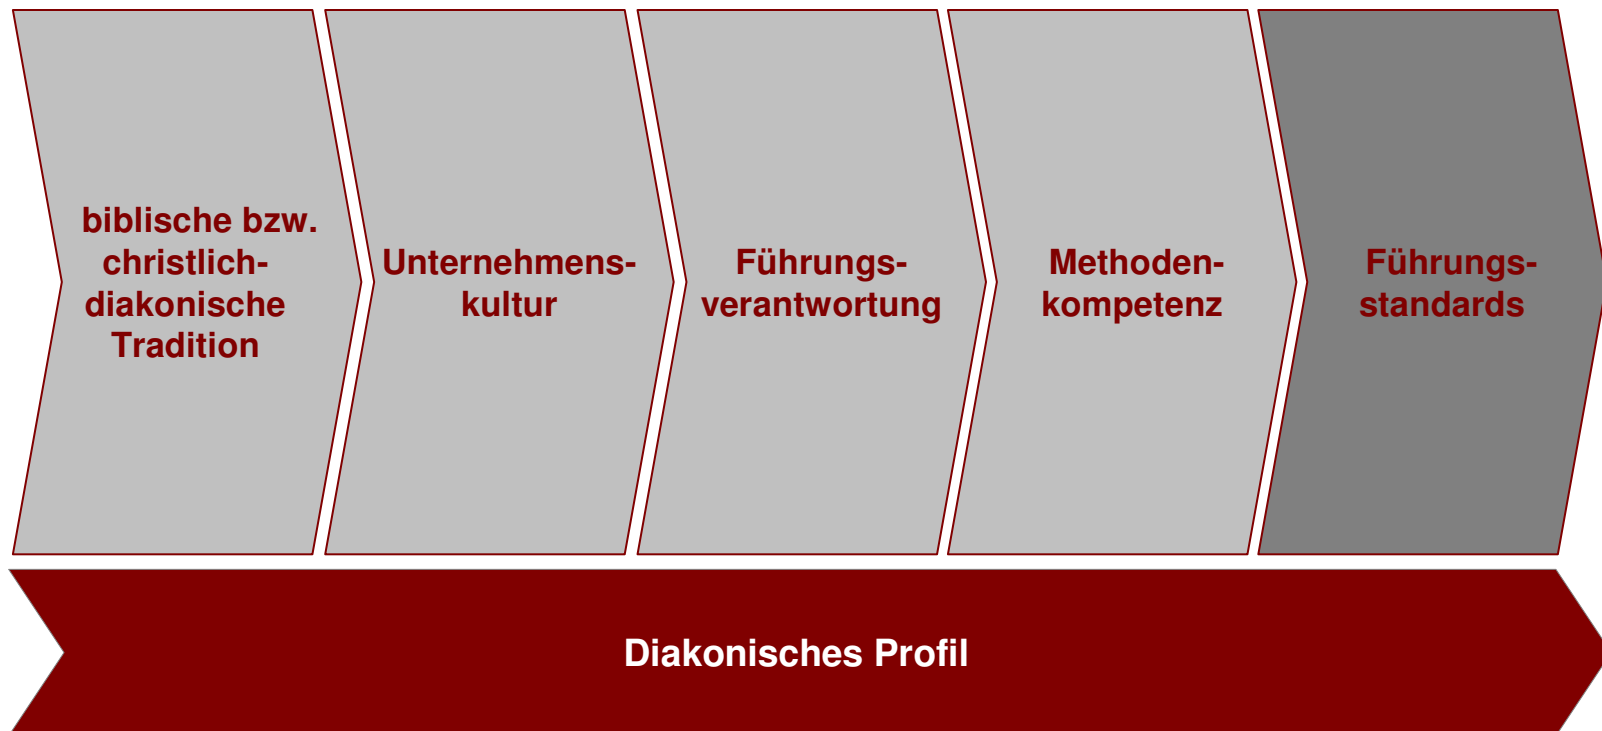 biblische bzw.
christlich-
diakonische
Tradition
Unternehmens-
kultur
Führungs-
verantwortung
Methoden-
kompetenz
Führungs-
standards
Diakonisches Profil